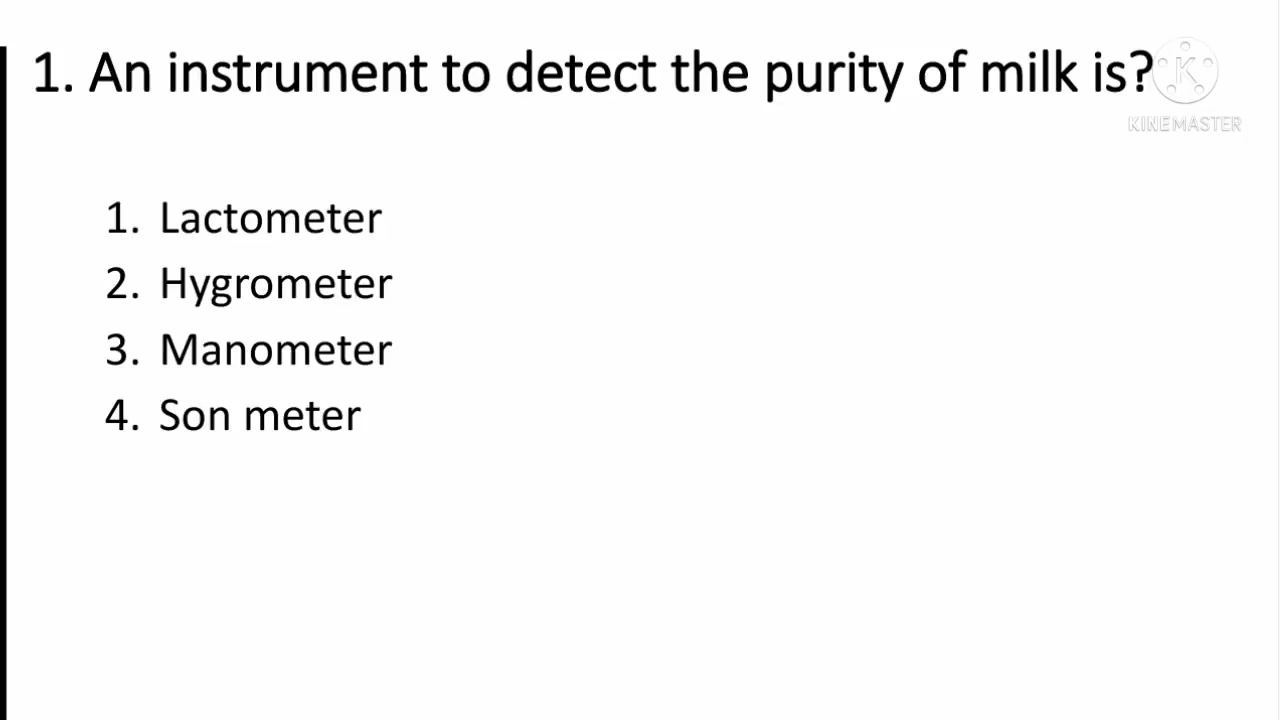 1. An instrument to detect the purity of milk is?
KINEMASTER
1. Lactometer
2. Hygrometer
3. Manometer
4. Son meter